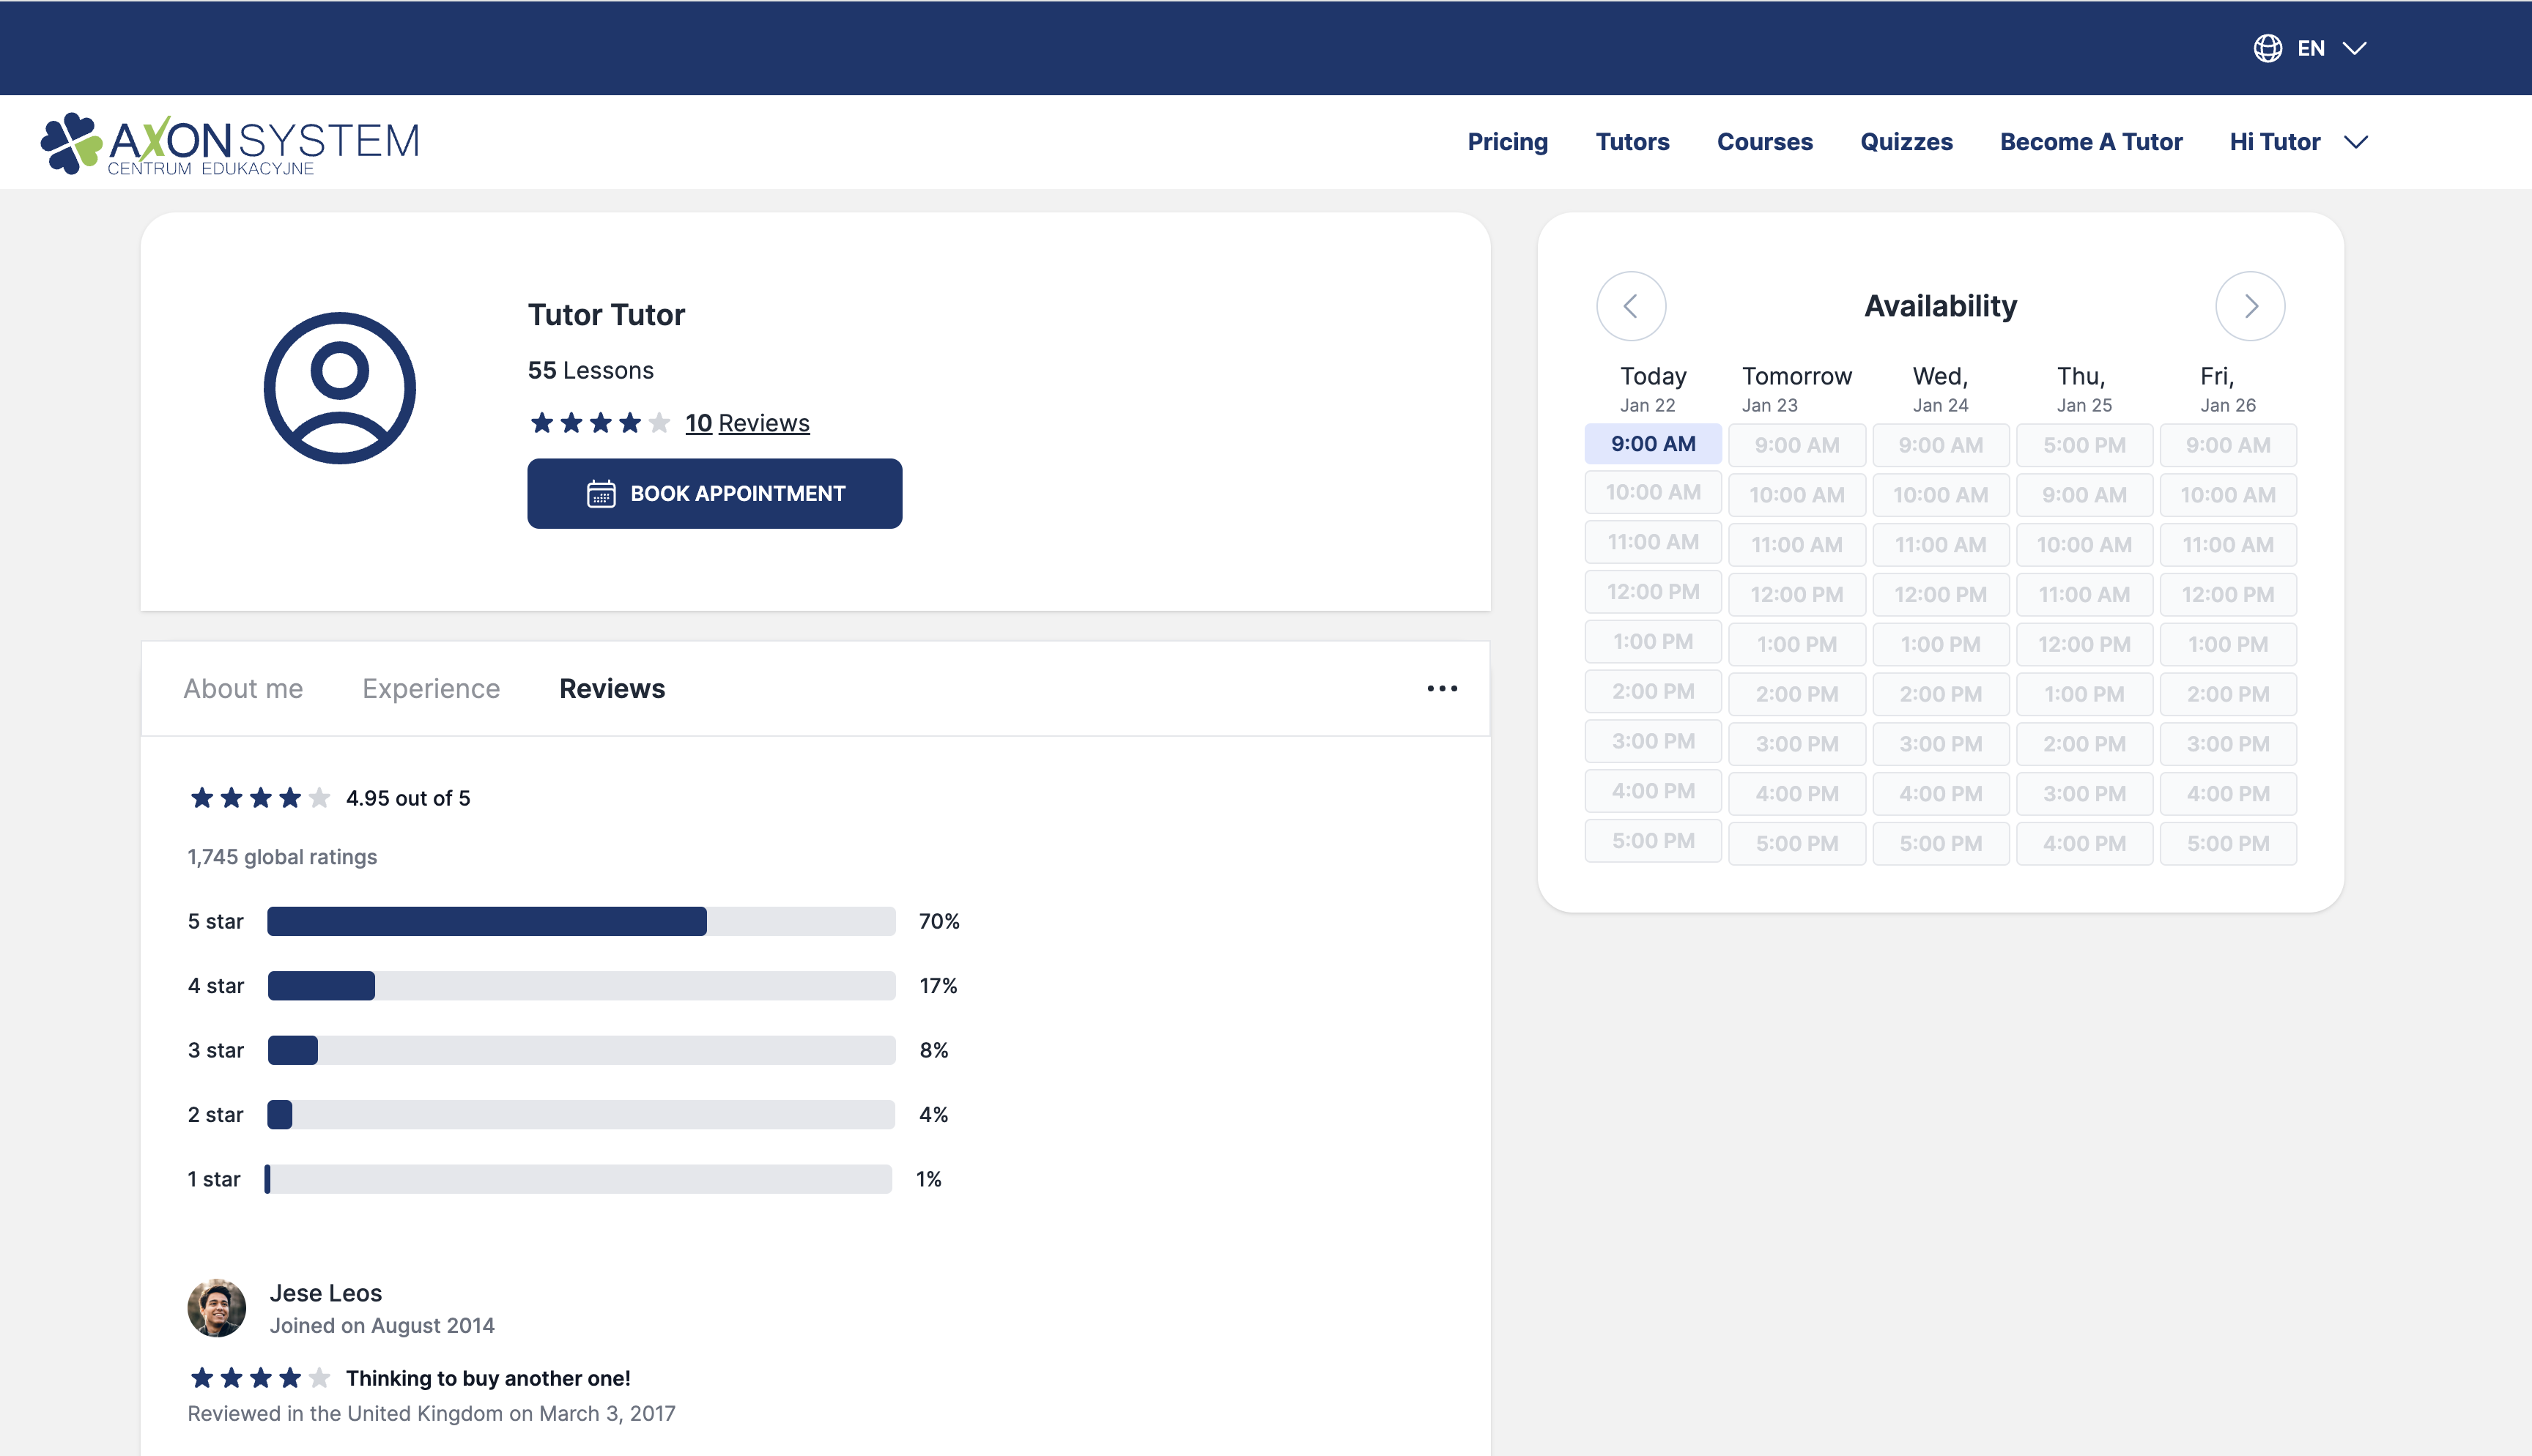 EN
AXONSYSTEM
CENTRUM EDUKACYJNE
Pricing Tutors Courses Quizzes Become A Tutor Hi Tutor
Tutor Tutor
55 Lessons
10 Reviews
BOOK APPOINTMENT
About me Experience Reviews
4.95 out of 5
1,745 global ratings
5 star 70%
4 star 17%
3 star 8%
2 star 4%
1 star 1%
Jese Leos
Joined on August 2014
Thinking to buy another one!
Reviewed in the United Kingdom on March 3, 2017
Availability
Today Tomorrow Wed, Thu, Fri,
Jan 22 Jan 23 Jan 24 Jan 25 Jan 26
9:00 AM 9:00 AM 9:00 AM 5:00 PM 9:00 AM
10:00 AM 10:00 AM 10:00 AM 9:00 AM 10:00 AM
11:00 AM 11:00 AM 11:00 AM 10:00 AM 11:00 AM
12:00 PM 12:00 PM 12:00 PM 11:00 AM 12:00 PM
1:00 PM 1:00 PM 1:00 PM 12:00 PM 1:00 PM
2:00 PM 2:00 PM 2:00 PM 1:00 PM 2:00 PM
3:00 PM 3:00 PM 3:00 PM 2:00 PM 3:00 PM
4:00 PM 4:00 PM 4:00 PM 3:00 PM 4:00 PM
5:00 PM 5:00 PM 5:00 PM 4:00 PM 5:00 PM